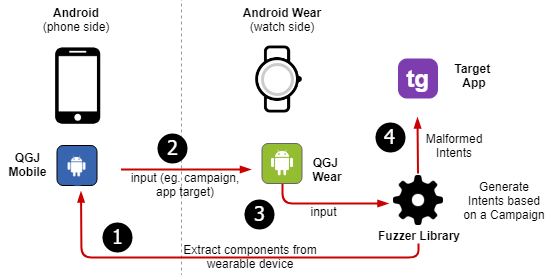 Android
(phone side)
Android Wear
(watch side)
tg
Target
App
4
Malformed
Intents
2
QGJ
Mobile
QGJ
Wear
input (eg. campaign,
app target)
3
input
Generate
Intents based
on a Campaign
Fuzzer Library
1
Extract components from
wearable device